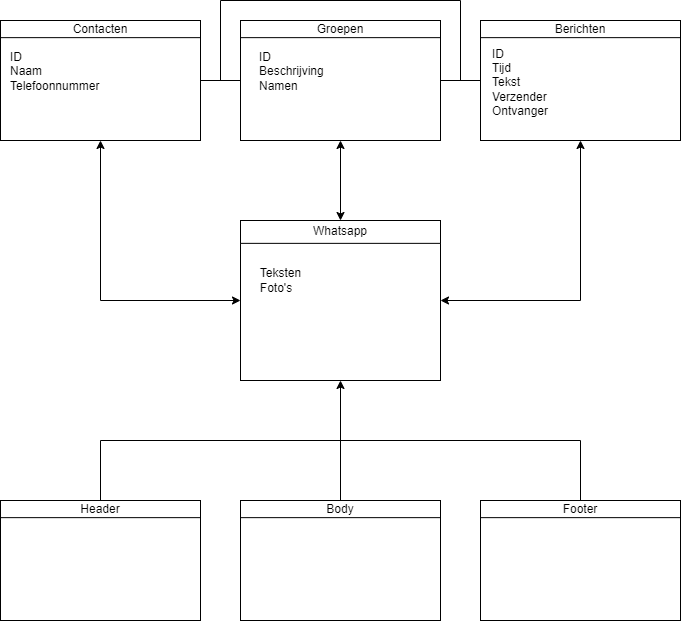 Contacten
ID
Naam
Telefoonnummer
Groepen
ID
Beschrijving
Namen
Berichten
ID
Tijd
Tekst
Verzender
Ontvanger
Whatsapp
Teksten
Foto's
Header
Body
Footer